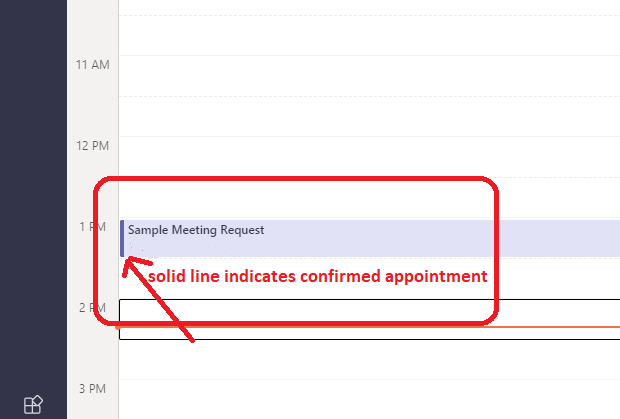 11 AM
12 PM
1 PM
Sample Meeting Request
solid line indicates confirmed appointment
2 PM
3 PM